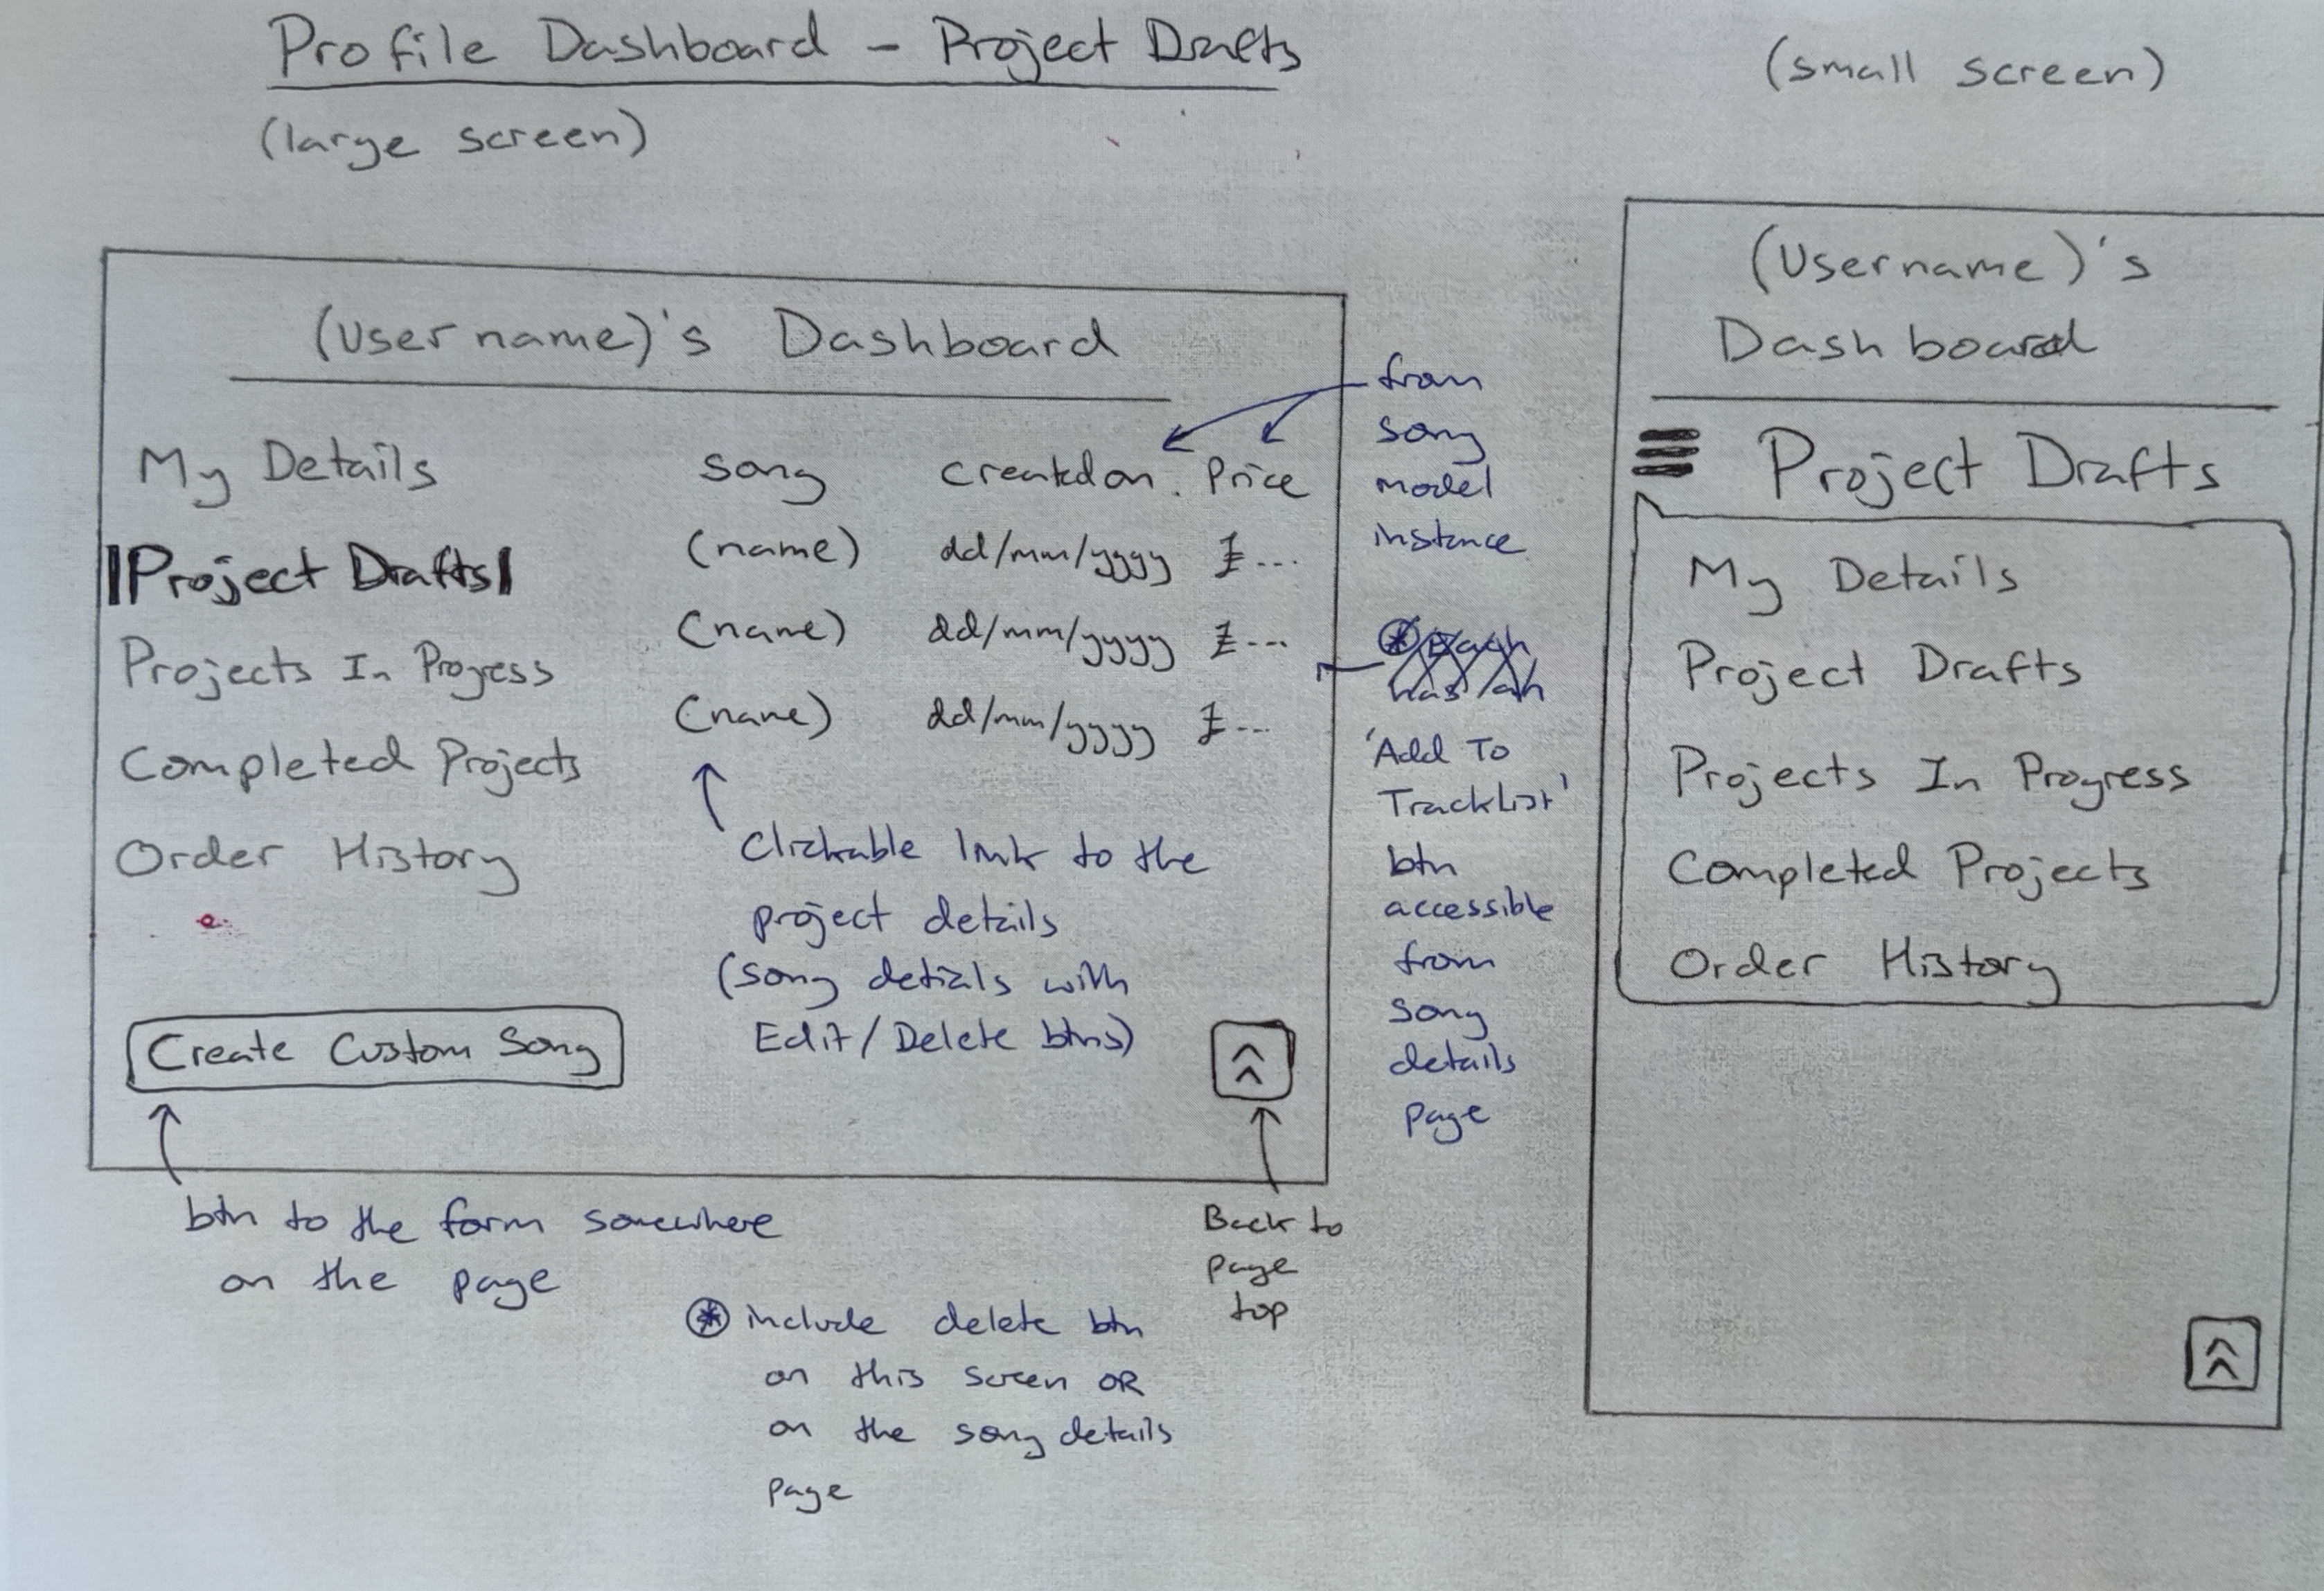 Profile Dashboard - Project Drafts
(large screen)
(Username)'s Dashboard
My Details
Project Drafts
Projects In Progress
Completed Projects
Order History
Create Custom Song
song Created on. Price
(name) dd/mm/yyyy £...
(name) dd/mm/yyyy £...
(name) dd/mm/yyyy £...
Clickable link to the
project details
(song detials with
Edit/Delete btns)
from
song
model
instance
⊛ each
has an
'Add To
Tracklist'
btn
accessible
from
song
details
page
btn to the form somewhere
on the page
Back to
page
top
⊛ include delete btn
on this screen OR
on the song details
page
(small screen)
(Username)'s
Dashboard
Project Drafts
My Details
Project Drafts
Projects In Progress
Completed Projects
Order History